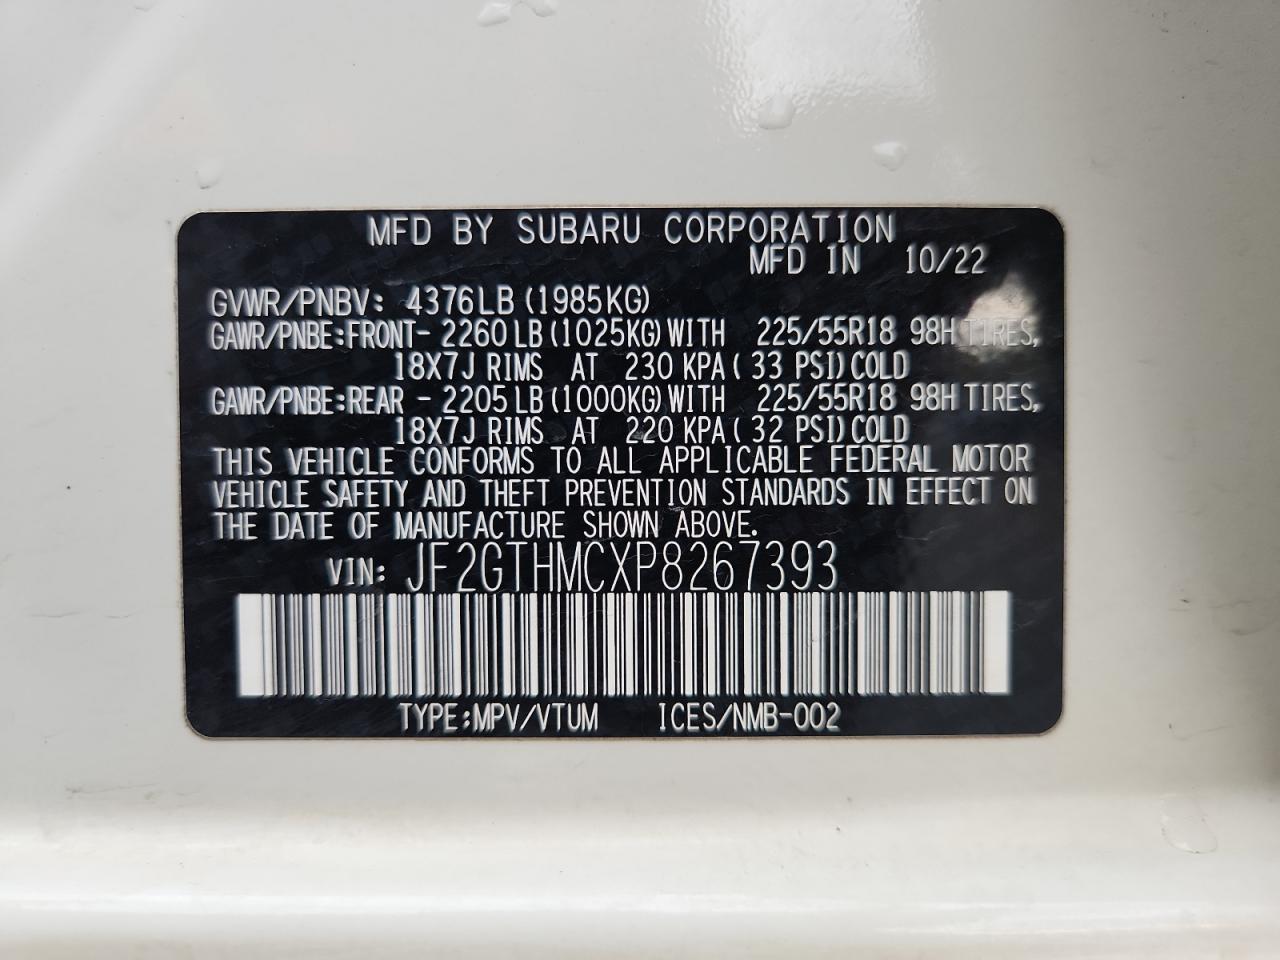 MFD BY SUBARU CORPORATION
MFD IN 10/22
GVWR/PNBV: 4376LB (1985KG)
GAWR/PNBE:FRONT- 2260LB (1025KG) WITH 225/55R18 98H TIRES,
18X7J RIMS AT 230 KPA ( 33 PSI) COLD
GAWR/PNBE:REAR - 2205LB (1000KG) WITH 225/55R18 98H TIRES,
18X7J RIMS AT 220 KPA ( 32 PSI) COLD
THIS VEHICLE CONFORMS TO ALL APPLICABLE FEDERAL MOTOR
VEHICLE SAFETY AND THEFT PREVENTION STANDARDS IN EFFECT ON
THE DATE OF MANUFACTURE SHOWN ABOVE.
VIN: JF2GTHMCXP8267393
TYPE:MPV/VTUM ICES/NMB-002